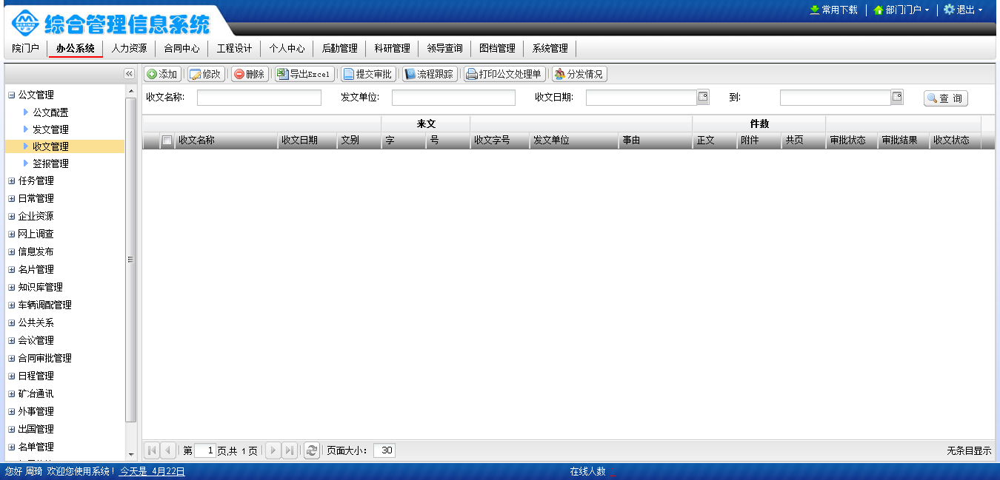 综合管理信息系统
常用下载 部门门户 退出
院门户 办公系统 人力资源 合同中心 工程设计 个人中心 后勤管理 科研管理 领导查询 图档管理 系统管理
添加 修改 删除 导出Excel 提交审批 流程跟踪 打印公文处理单 分发情况
收文名称: 发文单位: 收文日期: 到: 查 询
来文 件数
收文名称 收文日期 文别 字 号 收文字号 发文单位 事由 正文 附件 共页 审批状态 审批结果 收文状态
公文管理
公文配置
发文管理
收文管理
签报管理
任务管理
日常管理
企业资源
网上调查
信息发布
名片管理
知识库管理
车辆调配管理
公共关系
会议管理
合同审批管理
日程管理
矿冶通讯
外事管理
出国管理
名单管理
第 1 页,共 1 页 页面大小: 30 无条目显示
您好 周琦 欢迎您使用系统! 今天是 4月22日 在线人数